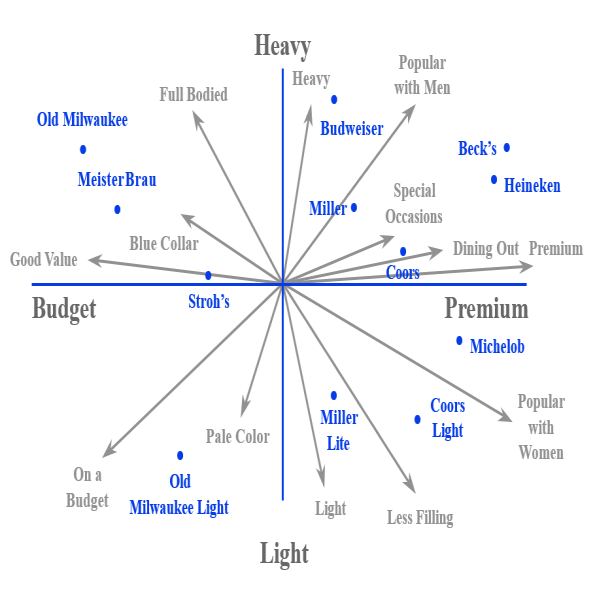 Heavy
Popular
with Men
Heavy
Full Bodied
Old Milwaukee
Budweiser
Beck's
Meister Brau
Heineken
Special
Occasions
Miller
Blue Collar
Good Value
Dining Out
Premium
Coors
Stroh's
Budget
Premium
Michelob
Popular
with
Women
Coors
Light
Miller
Lite
Pale Color
On a
Budget
Old
Milwaukee Light
Light
Less Filling
Light